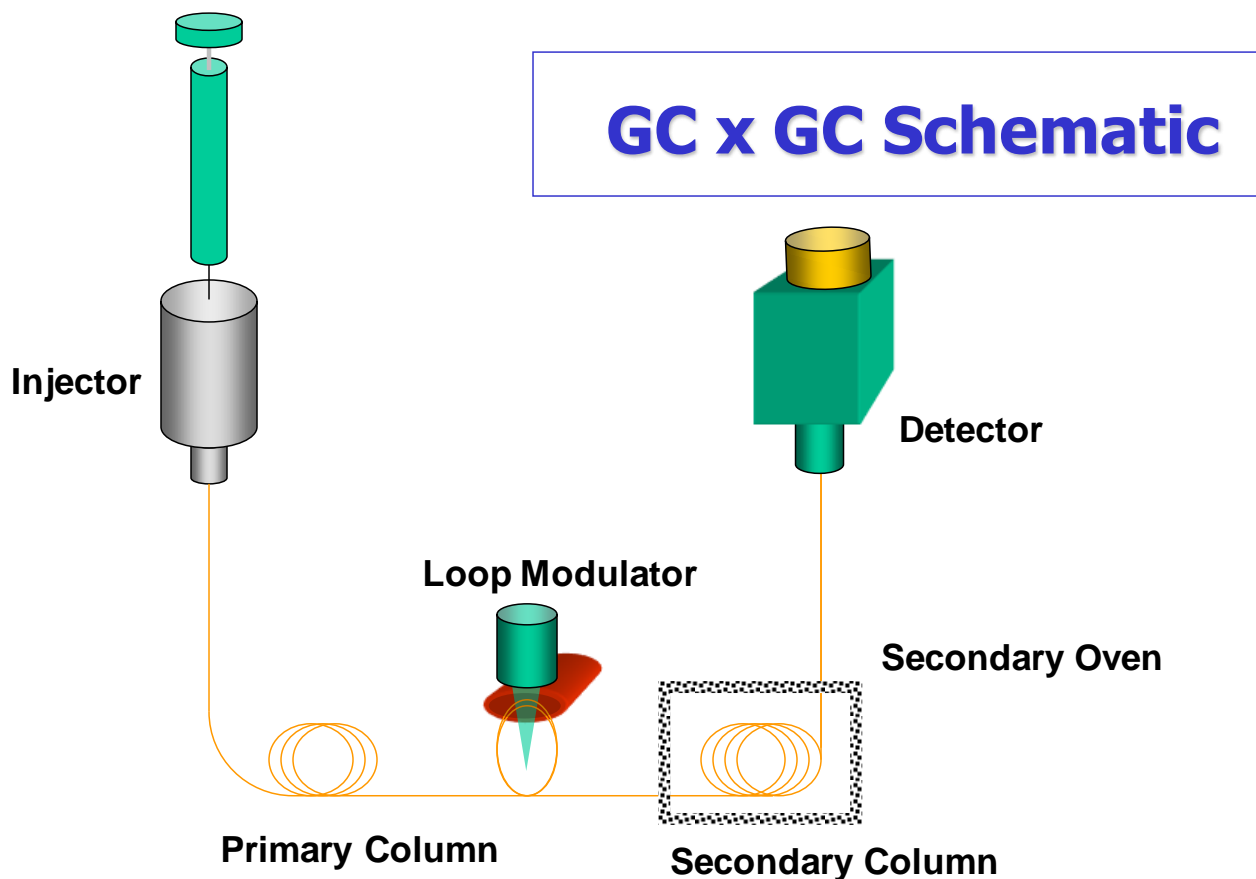 GC x GC Schematic
Injector
Detector
Loop Modulator
Secondary Oven
Primary Column
Secondary Column